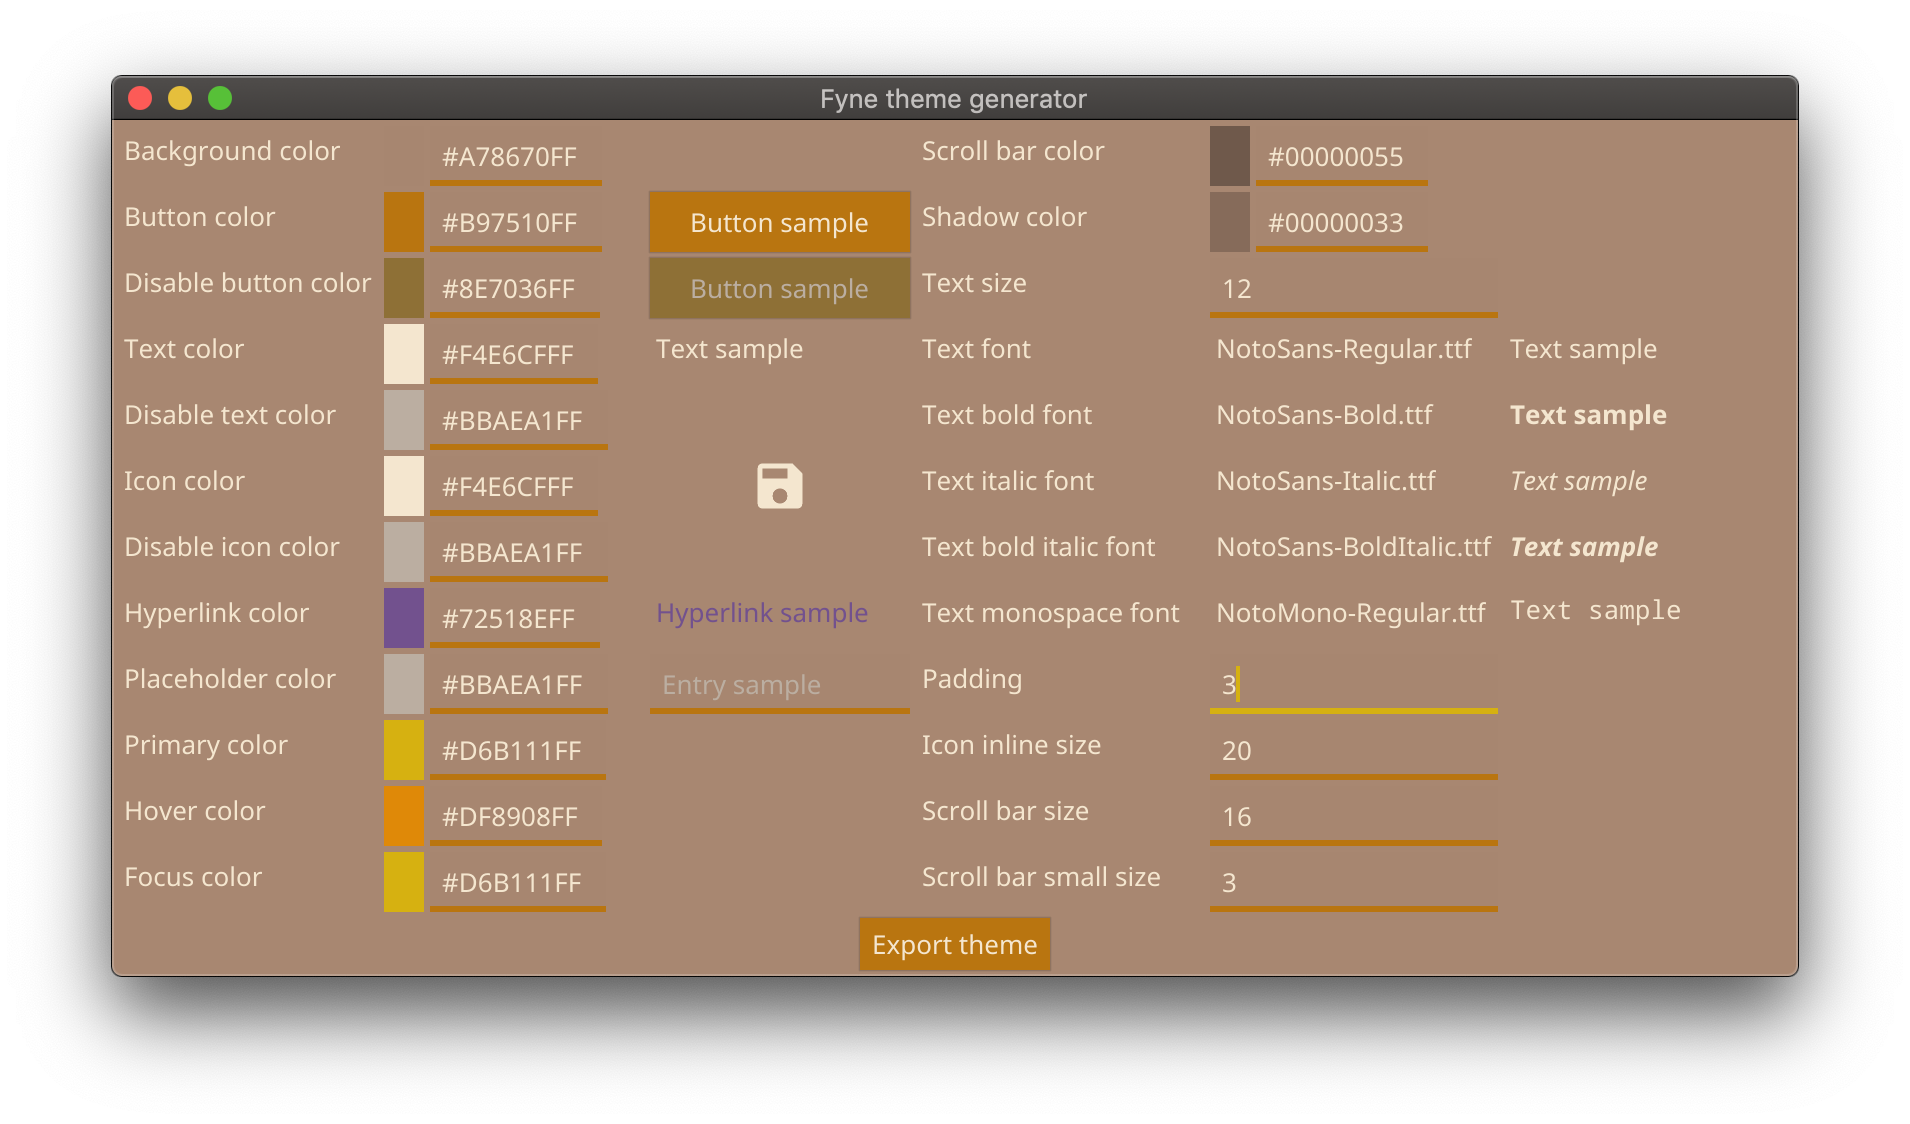 Fyne theme generator
Background color #A78670FF Scroll bar color #00000055
Button color #B97510FF Button sample Shadow color #00000033
Disable button color #8E7036FF Button sample Text size 12
Text color #F4E6CFFF Text sample Text font NotoSans-Regular.ttf Text sample
Disable text color #BBAEA1FF Text bold font NotoSans-Bold.ttf Text sample
Icon color #F4E6CFFF Text italic font NotoSans-Italic.ttf Text sample
Disable icon color #BBAEA1FF Text bold italic font NotoSans-BoldItalic.ttf Text sample
Hyperlink color #72518EFF Hyperlink sample Text monospace font NotoMono-Regular.ttf Text sample
Placeholder color #BBAEA1FF Entry sample Padding 3
Primary color #D6B111FF Icon inline size 20
Hover color #DF8908FF Scroll bar size 16
Focus color #D6B111FF Scroll bar small size 3
Export theme